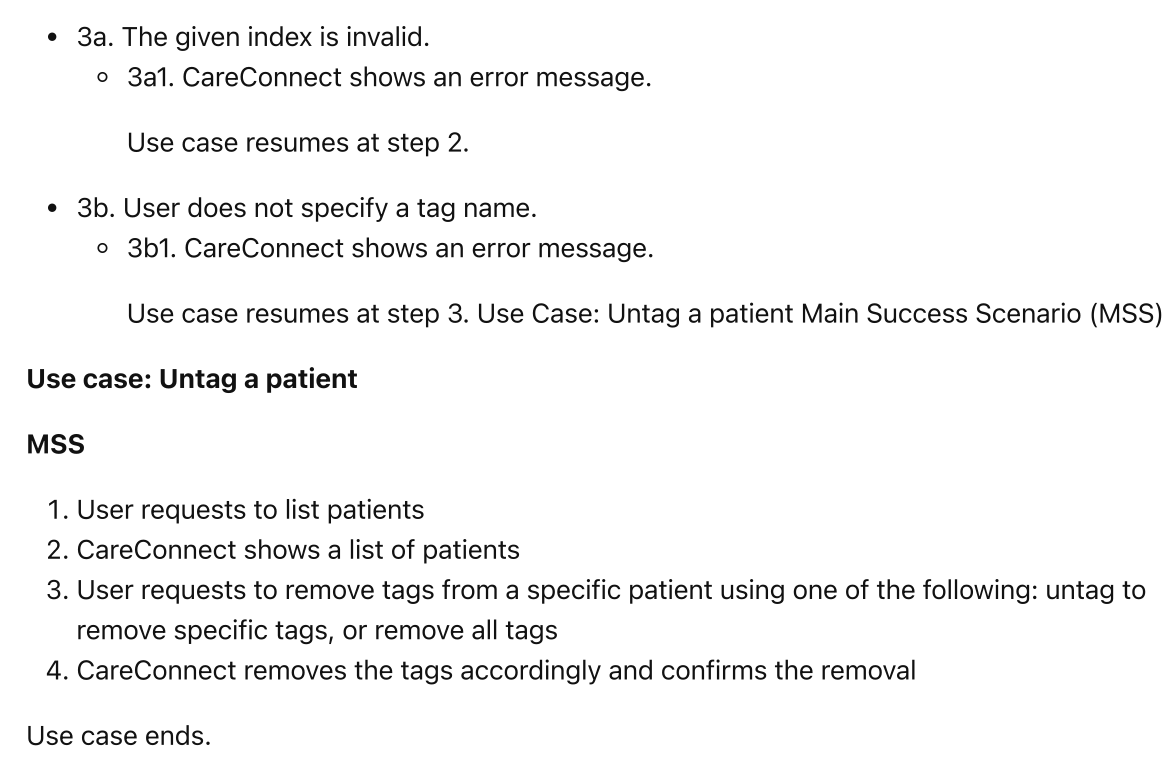 • 3a. The given index is invalid.
◦ 3a1. CareConnect shows an error message.
Use case resumes at step 2.
• 3b. User does not specify a tag name.
◦ 3b1. CareConnect shows an error message.
Use case resumes at step 3. Use Case: Untag a patient Main Success Scenario (MSS)
Use case: Untag a patient
MSS
1. User requests to list patients
2. CareConnect shows a list of patients
3. User requests to remove tags from a specific patient using one of the following: untag to
remove specific tags, or remove all tags
4. CareConnect removes the tags accordingly and confirms the removal
Use case ends.